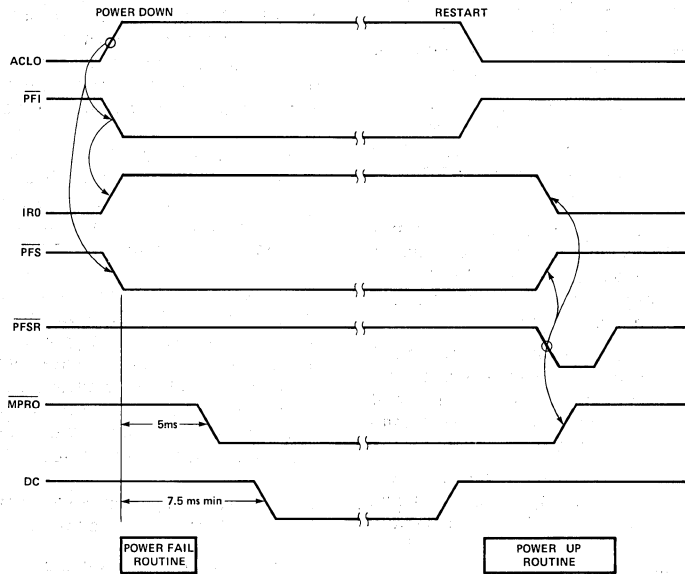 POWER DOWN
RESTART
ACLO
PFI
IR0
PFS
PFSR
MPRO
5ms
DC
7.5 ms min
POWER FAIL
ROUTINE
POWER UP
ROUTINE